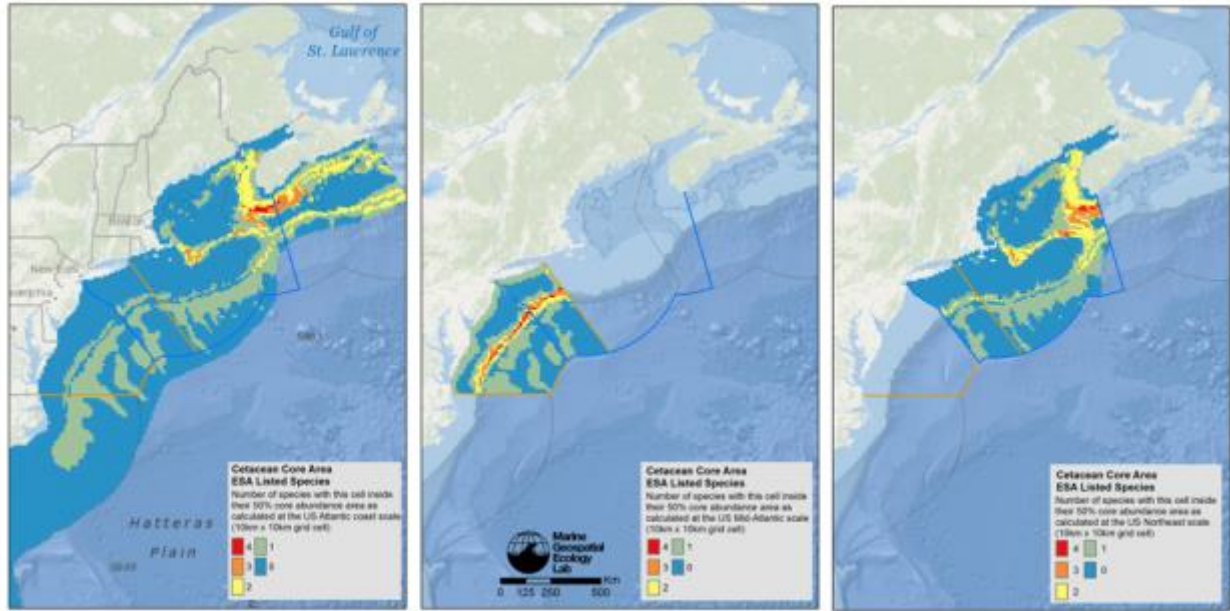 Gulf of
St. Lawrence
New York
Hatteras
Plain
Cetacean Core Area
ESA Listed Species
Number of species with this cell inside
their 50% core abundance area as
calculated at the US Atlantic coast scale
(10km x 10km grid cell)
4 1
3 0
2
Marine
Geospatial
Ecology
Lab
Km
0 125 250 500
Cetacean Core Area
ESA Listed Species
Number of species with this cell inside
their 50% core abundance area as
calculated at the US Mid-Atlantic scale
(10km x 10km grid cell)
4 1
3 0
2
Cetacean Core Area
ESA Listed Species
Number of species with this cell inside
their 50% core abundance area as
calculated at the US Northeast scale
(10km x 10km grid cell)
4 1
3 0
2